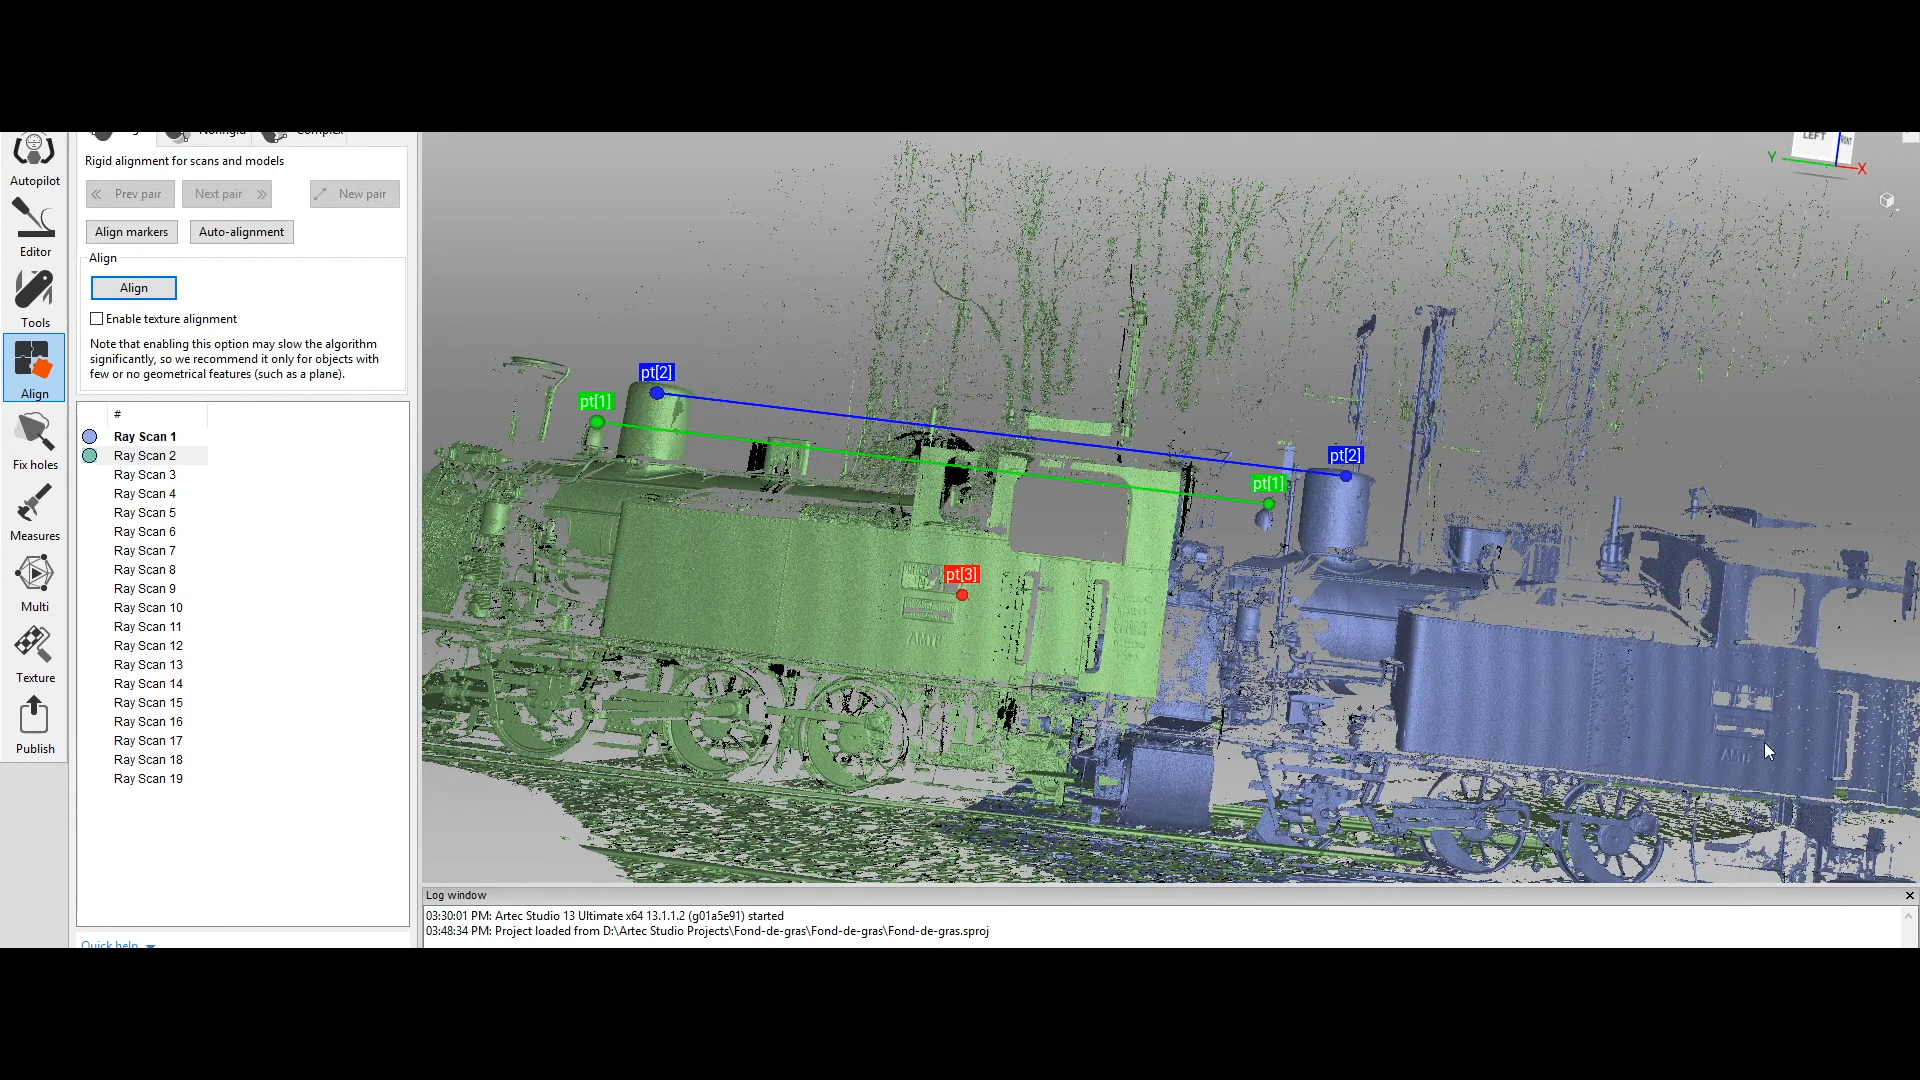 Autopilot
Editor
Tools
Align
Fix holes
Measures
Multi
Texture
Publish
Nonrigid
Complex
Rigid alignment for scans and models
Prev pair
Next pair
New pair
Align markers
Auto-alignment
Align
Align
Enable texture alignment
Note that enabling this option may slow the algorithm
significantly, so we recommend it only for objects with
few or no geometrical features (such as a plane).
#
Ray Scan 1
Ray Scan 2
Ray Scan 3
Ray Scan 4
Ray Scan 5
Ray Scan 6
Ray Scan 7
Ray Scan 8
Ray Scan 9
Ray Scan 10
Ray Scan 11
Ray Scan 12
Ray Scan 13
Ray Scan 14
Ray Scan 15
Ray Scan 16
Ray Scan 17
Ray Scan 18
Ray Scan 19
Quick help
LEFT
Y
X
pt[2]
pt[1]
pt[2]
pt[1]
pt[3]
Log window
03:30:01 PM: Artec Studio 13 Ultimate x64 13.1.1.2 (g01a5e91) started
03:48:34 PM: Project loaded from D:\Artec Studio Projects\Fond-de-gras\Fond-de-gras\Fond-de-gras.sproj